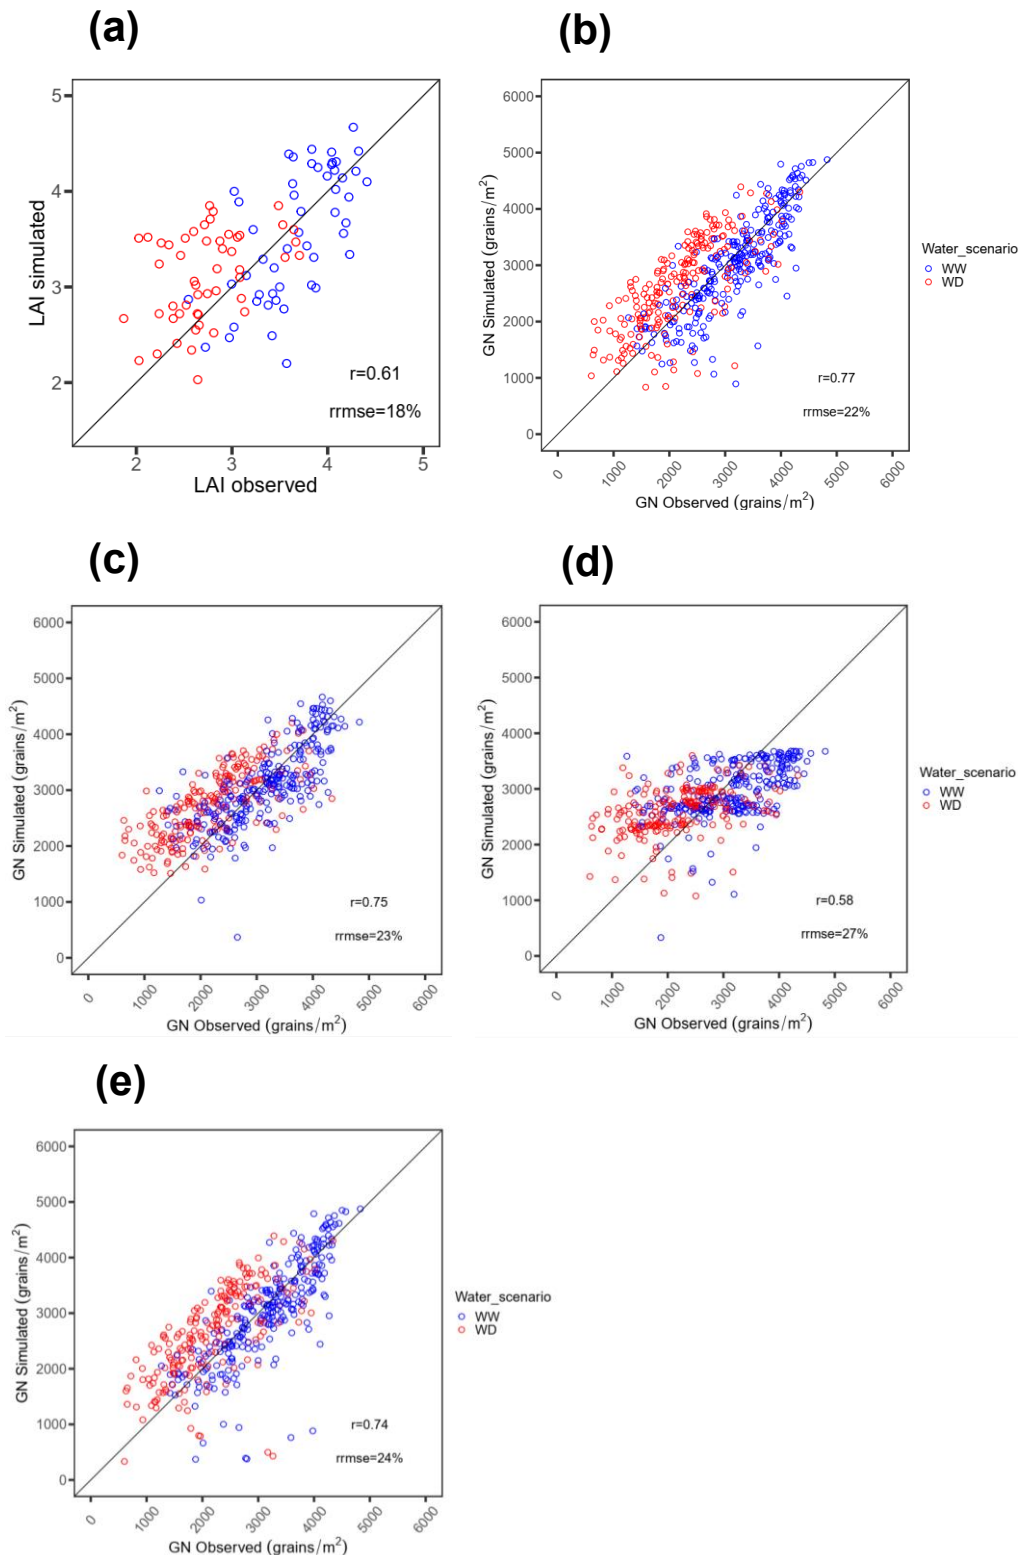 (a)
(b)
5
4
3
2
2
3
4
5
LAI simulated
LAI observed
r=0.61
rrmse=18%
6000
5000
4000
3000
2000
1000
0
0
1000
2000
3000
4000
5000
6000
GN Simulated (grains/m²)
GN Observed (grains/m²)
r=0.77
rrmse=22%
Water_scenario
WW
WD
(c)
(d)
6000
5000
4000
3000
2000
1000
0
0
1000
2000
3000
4000
5000
6000
GN Simulated (grains/m²)
GN Observed (grains/m²)
r=0.75
rrmse=23%
6000
5000
4000
3000
2000
1000
0
0
1000
2000
3000
4000
5000
6000
GN Simulated (grains/m²)
GN Observed (grains/m²)
r=0.58
rrmse=27%
Water_scenario
WW
WD
(e)
6000
5000
4000
3000
2000
1000
0
0
1000
2000
3000
4000
5000
6000
GN Simulated (grains/m²)
GN Observed (grains/m²)
r=0.74
rrmse=24%
Water_scenario
WW
WD